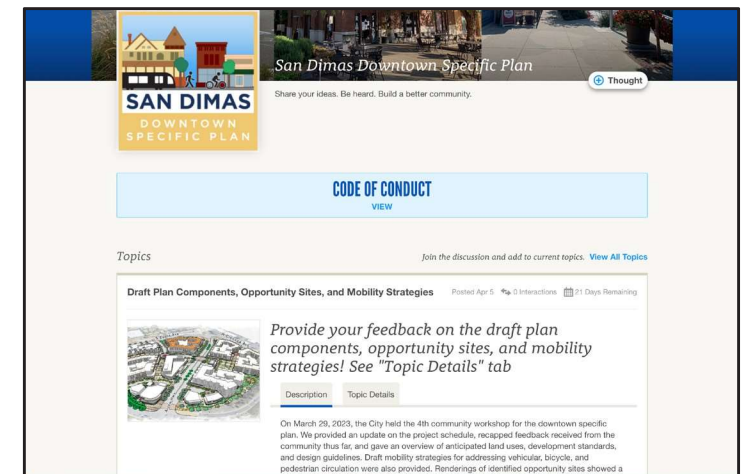 San Dimas Downtown Specific Plan
Thought
Share your ideas. Be heard. Build a better community.
SAN DIMAS
DOWNTOWN
SPECIFIC PLAN
CODE OF CONDUCT
VIEW
Topics
Join the discussion and add to current topics. View All Topics
Draft Plan Components, Opportunity Sites, and Mobility Strategies Posted Apr 5 0 Interactions 21 Days Remaining
Provide your feedback on the draft plan
components, opportunity sites, and mobility
strategies! See "Topic Details" tab
Description Topic Details
On March 29, 2023, the City held the 4th community workshop for the downtown specific
plan. We provided an update on the project schedule, recapped feedback received from the
community thus far, and gave an overview of anticipated land uses, development standards,
and design guidelines. Draft mobility strategies for addressing vehicular, bicycle, and
pedestrian circulation were also provided. Renderings of identified opportunity sites showed a